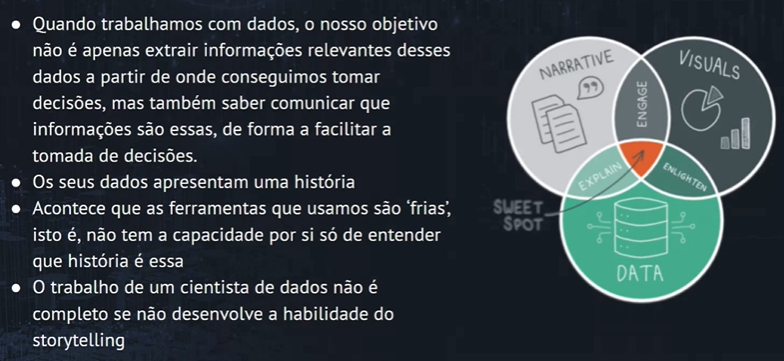 ● Quando trabalhamos com dados, o nosso objetivo
não é apenas extrair informações relevantes desses
dados a partir de onde conseguimos tomar
decisões, mas também saber comunicar que
informações são essas, de forma a facilitar a
tomada de decisões.
● Os seus dados apresentam uma história
● Acontece que as ferramentas que usamos são ‘frias’,
isto é, não tem a capacidade por si só de entender
que história é essa
● O trabalho de um cientista de dados não é
completo se não desenvolve a habilidade do
storytelling
NARRATIVE
VISUALS
ENGAGE
EXPLAIN
ENLIGHTEN
SWEET
SPOT
DATA